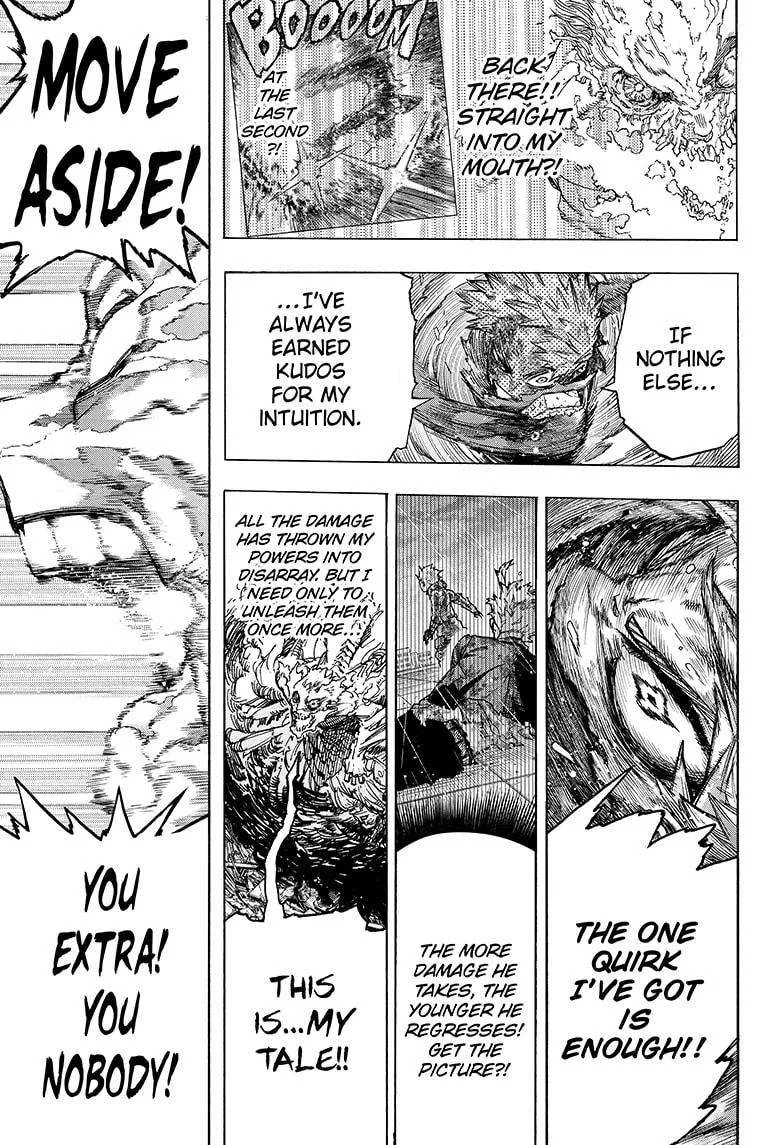 BACK
THERE!!
STRAIGHT
INTO MY
MOUTH?!
BOOOOM
AT
THE
LAST
SECOND
?!
IF
NOTHING
ELSE...
...I'VE
ALWAYS
EARNED
KUDOS
FOR MY
INTUITION.
THE ONE
QUIRK
I'VE GOT
IS
ENOUGH!!
THE MORE
DAMAGE HE
TAKES, THE
YOUNGER HE
REGRESSES!
GET THE
PICTURE?!
ALL THE DAMAGE
HAS THROWN MY
POWERS INTO
DISARRAY. BUT I
NEED ONLY TO
UNLEASH THEM
ONCE MORE...
THIS
IS...MY
TALE!!
MOVE
ASIDE!
YOU
EXTRA!
YOU
NOBODY!